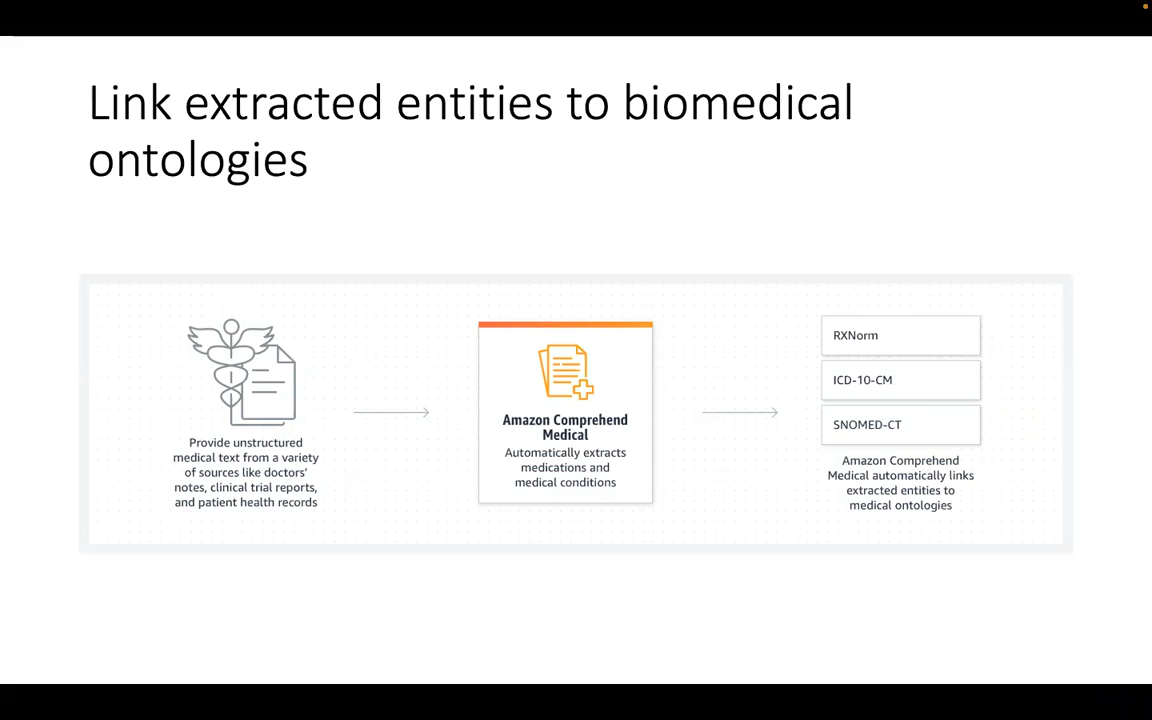 Link extracted entities to biomedical
ontologies
Provide unstructured
medical text from a variety
of sources like doctors'
notes, clinical trial reports,
and patient health records
Amazon Comprehend
Medical
Automatically extracts
medications and
medical conditions
RXNorm
ICD-10-CM
SNOMED-CT
Amazon Comprehend
Medical automatically links
extracted entities to
medical ontologies